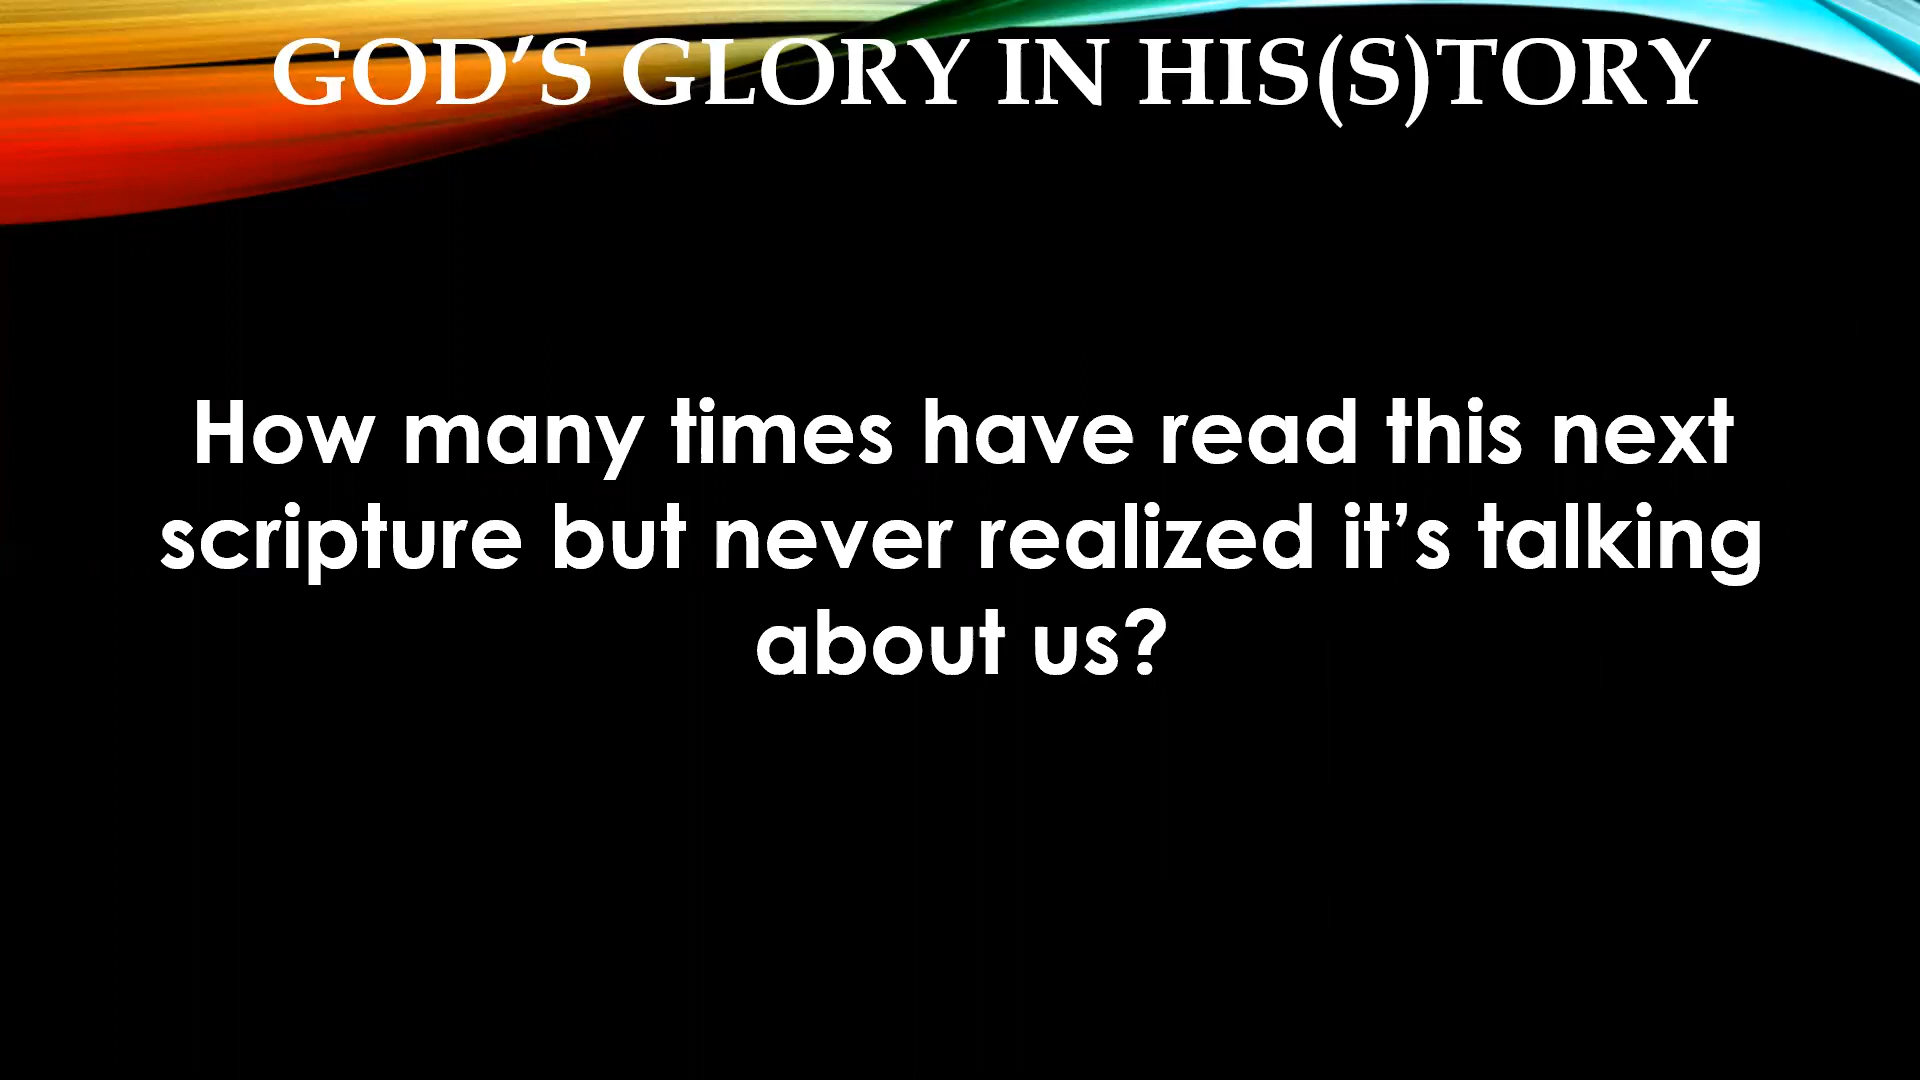 GOD’S GLORY IN HIS(S)TORY
How many times have read this next
scripture but never realized it’s talking
about us?